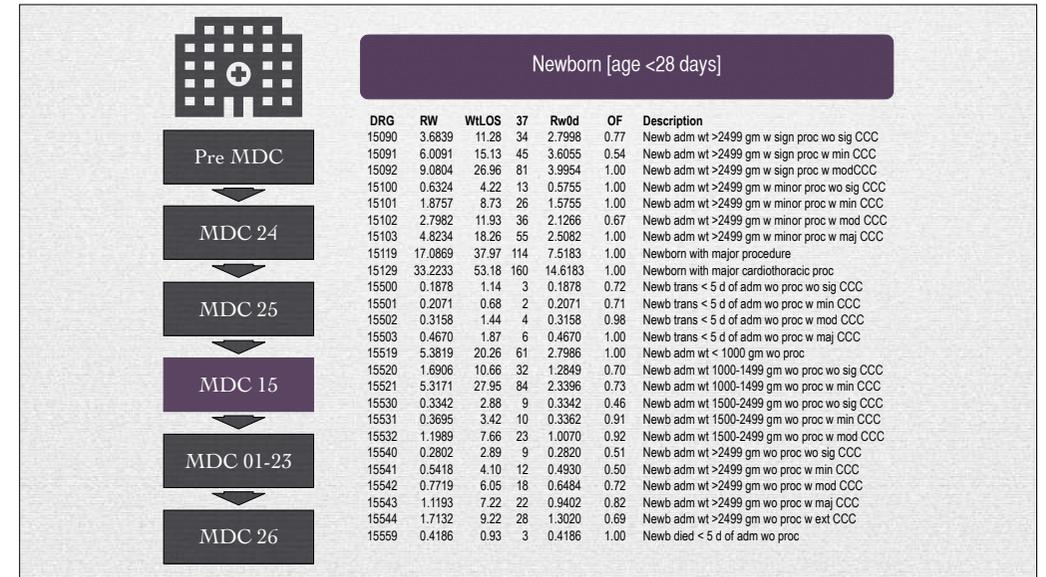 Newborn [age <28 days]
Pre MDC
MDC 24
MDC 25
MDC 15
MDC 01-23
MDC 26
DRG RW WtLOS 37 Rw0d OF Description
15090 3.6839 11.28 34 2.7998 0.77 Newb adm wt >2499 gm w sign proc wo sig CCC
15091 6.0091 15.13 45 3.6055 0.54 Newb adm wt >2499 gm w sign proc w min CCC
15092 9.0804 26.96 81 3.9954 1.00 Newb adm wt >2499 gm w sign proc w modCCC
15100 0.6324 4.22 13 0.5755 1.00 Newb adm wt >2499 gm w minor proc wo sig CCC
15101 1.8757 8.73 26 1.5755 1.00 Newb adm wt >2499 gm w minor proc w min CCC
15102 2.7982 11.93 36 2.1266 0.67 Newb adm wt >2499 gm w minor proc w mod CCC
15103 4.8234 18.26 55 2.5082 1.00 Newb adm wt >2499 gm w minor proc w maj CCC
15119 17.0869 37.97 114 7.5183 1.00 Newborn with major procedure
15129 33.2233 53.18 160 14.6183 1.00 Newborn with major cardiothoracic proc
15500 0.1878 1.14 3 0.1878 0.72 Newb trans < 5 d of adm wo proc wo sig CCC
15501 0.2071 0.68 2 0.2071 0.71 Newb trans < 5 d of adm wo proc w min CCC
15502 0.3158 1.44 4 0.3158 0.98 Newb trans < 5 d of adm wo proc w mod CCC
15503 0.4670 1.87 6 0.4670 1.00 Newb trans < 5 d of adm wo proc w maj CCC
15519 5.3819 20.26 61 2.7986 1.00 Newb adm wt < 1000 gm wo proc
15520 1.6906 10.66 32 1.2849 0.70 Newb adm wt 1000-1499 gm wo proc wo sig CCC
15521 5.3171 27.95 84 2.3396 0.73 Newb adm wt 1000-1499 gm wo proc w min CCC
15530 0.3342 2.88 9 0.3342 0.46 Newb adm wt 1500-2499 gm wo proc wo sig CCC
15531 0.3695 3.42 10 0.3362 0.91 Newb adm wt 1500-2499 gm wo proc w min CCC
15532 1.1989 7.66 23 1.0070 0.92 Newb adm wt 1500-2499 gm wo proc w mod CCC
15540 0.2802 2.89 9 0.2820 0.51 Newb adm wt >2499 gm wo proc wo sig CCC
15541 0.5418 4.10 12 0.4930 0.50 Newb adm wt >2499 gm wo proc w min CCC
15542 0.7719 6.05 18 0.6484 0.72 Newb adm wt >2499 gm wo proc w mod CCC
15543 1.1193 7.22 22 0.9402 0.82 Newb adm wt >2499 gm wo proc w maj CCC
15544 1.7132 9.22 28 1.3020 0.69 Newb adm wt >2499 gm wo proc w ext CCC
15559 0.4186 0.93 3 0.4186 1.00 Newb died < 5 d of adm wo proc